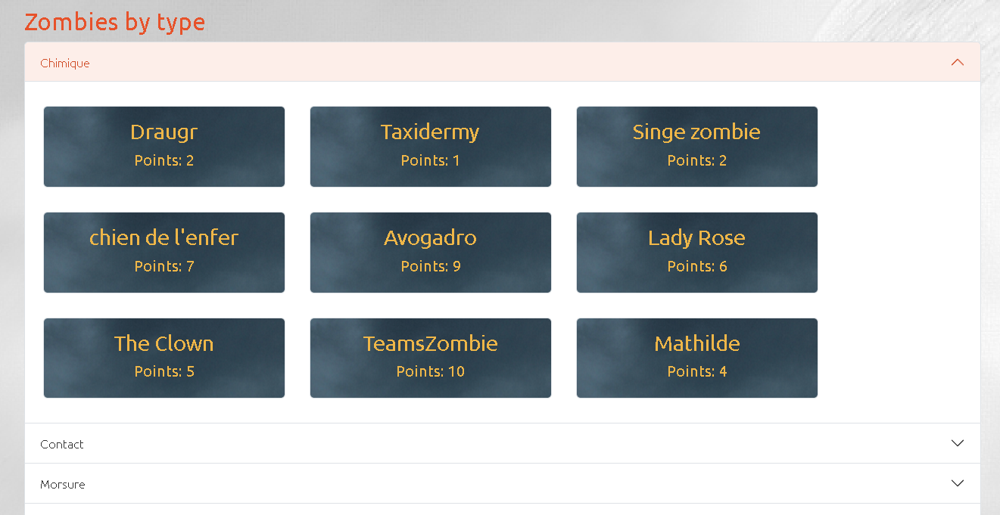 Zombies by type
Chimique
Draugr
Points: 2
Taxidermy
Points: 1
Singe zombie
Points: 2
chien de l'enfer
Points: 7
Avogadro
Points: 9
Lady Rose
Points: 6
The Clown
Points: 5
TeamsZombie
Points: 10
Mathilde
Points: 4
Contact
Morsure